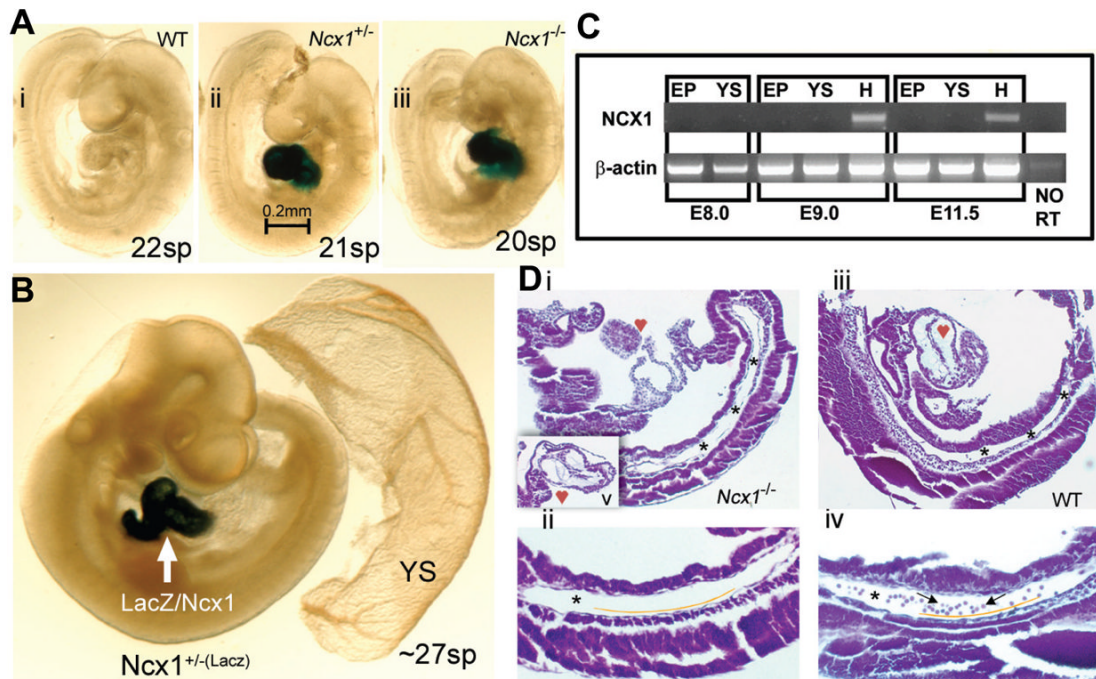 A
i
WT
22sp
ii
Ncx1+/-
0.2mm
21sp
iii
Ncx1-/-
20sp
B
LacZ/Ncx1
Ncx1+/-(Lacz)
YS
~27sp
C
EP YS EP YS H EP YS H
NCX1
β-actin
E8.0 E9.0 E11.5
NO
RT
D
i
* * *
v
Ncx1-/-
iii
* * *
WT
ii
*
iv
*